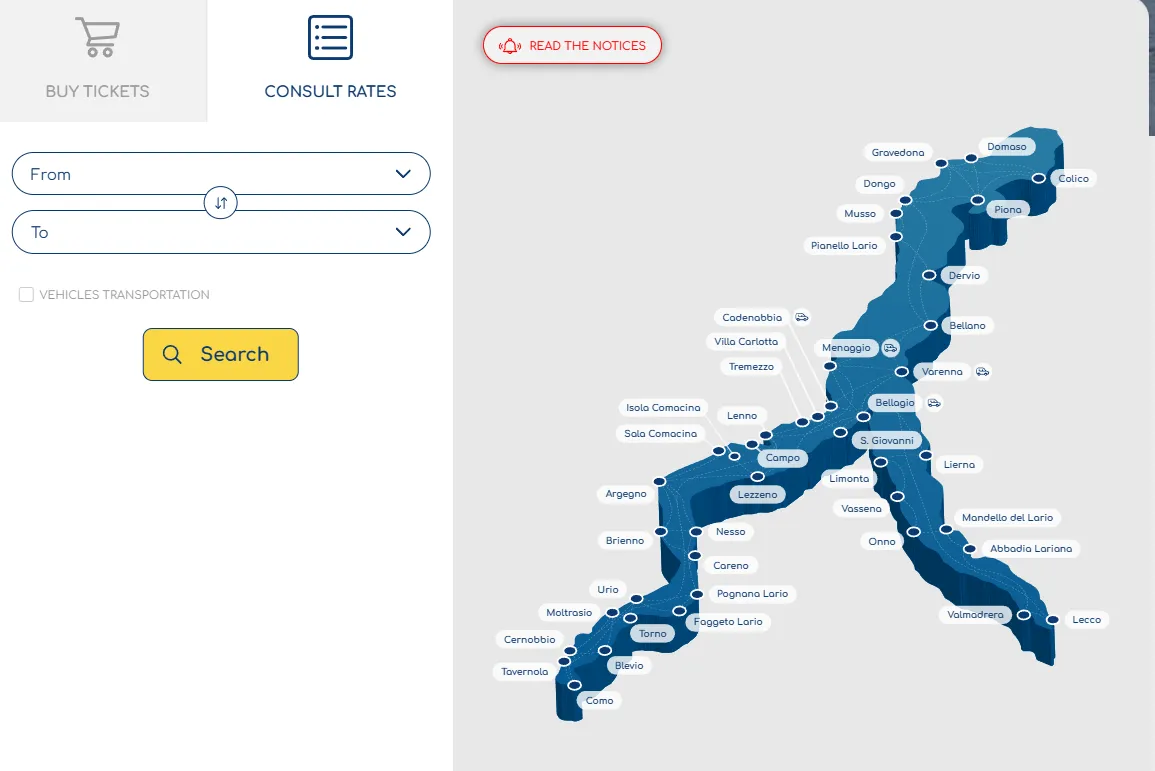 BUY TICKETS
CONSULT RATES
From
To
VEHICLES TRANSPORTATION
Search
READ THE NOTICES
Domaso
Gravedona
Colico
Dongo
Piona
Musso
Pianello Lario
Dervio
Cadenabbia
Bellano
Villa Carlotta
Menaggio
Tremezzo
Varenna
Bellagio
Isola Comacina
Lenno
Sala Comacina
S. Giovanni
Campo
Lierna
Limonta
Argegno
Lezzeno
Vassena
Mandello del Lario
Nesso
Brienno
Onno
Abbadia Lariana
Careno
Urio
Pognana Lario
Moltrasio
Valmadrera
Lecco
Faggeto Lario
Torno
Cernobbio
Blevio
Tavernola
Como